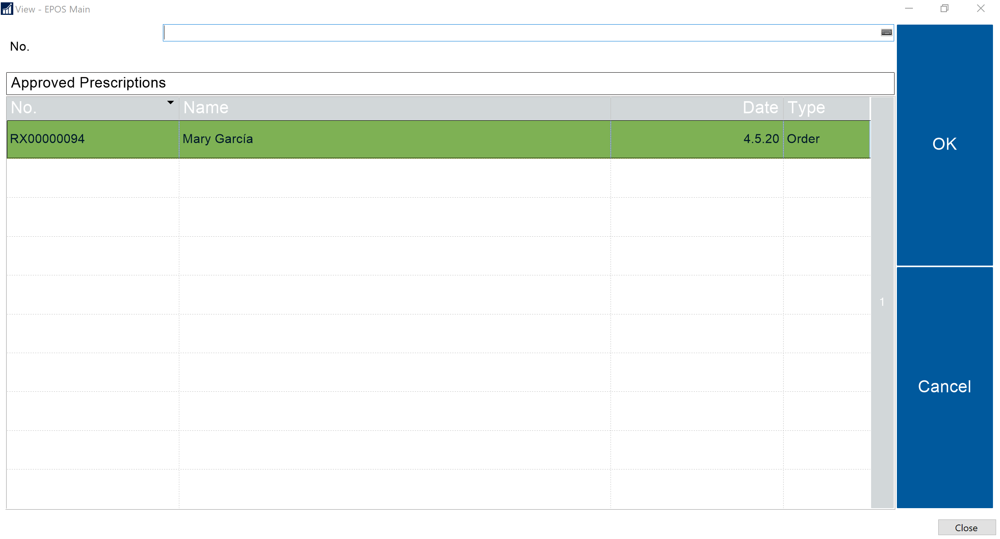 View - EPOS Main
No.
Approved Prescriptions
No. Name Date Type
RX00000094 Mary García 4.5.20 Order
OK
1
Cancel
Close